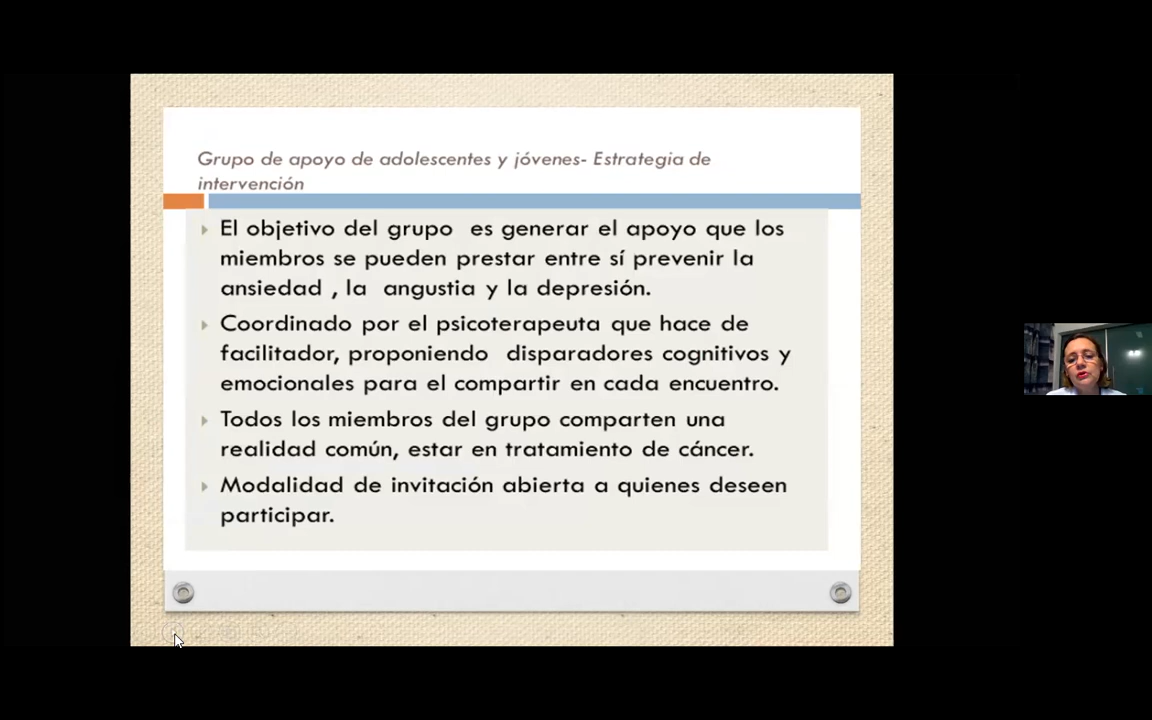 Grupo de apoyo de adolescentes y jóvenes- Estrategia de
intervención
El objetivo del grupo es generar el apoyo que los
miembros se pueden prestar entre sí prevenir la
ansiedad , la angustia y la depresión.
Coordinado por el psicoterapeuta que hace de
facilitador, proponiendo disparadores cognitivos y
emocionales para el compartir en cada encuentro.
Todos los miembros del grupo comparten una
realidad común, estar en tratamiento de cáncer.
Modalidad de invitación abierta a quienes deseen
participar.